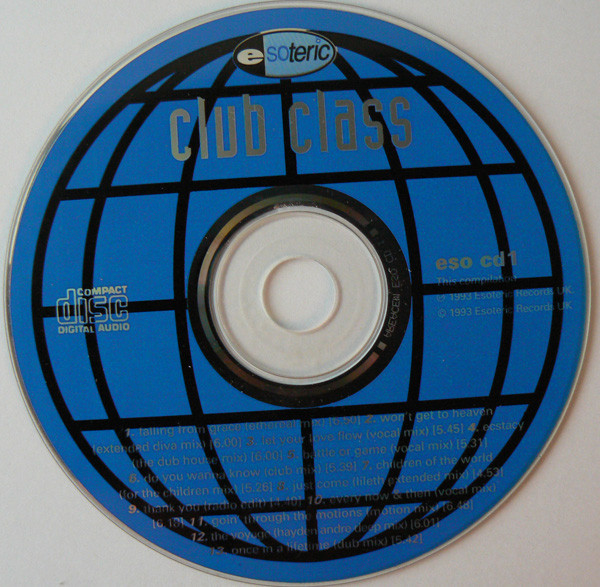 esoteric
club class
COMPACT
disc
DIGITAL AUDIO
eso cd1
This compilation
℗ 1993 Esoteric Records UK.
© 1993 Esoteric Records UK.
1. falling from grace (ethereal mix) [6.50] 2. won't get to heaven
(extended diva mix) [6.00] 3. let your love flow (vocal mix) [5.45] 4. ecstacy
(the dub house mix) [6.00] 5. battle or game (vocal mix) [5.31]
6. do you wanna know (club mix) [5.39] 7. children of the world
(for the children mix) [5.26] 8. just come (lileth extended mix) [4.53]
9. thank you (radio edit) [4.40] 10. every now & then (vocal mix)
[6.18] 11. goin' through the motions (motion mix) [6.48]
12. the voyage (hayden andre deep mix) [6.01]
13. once in a lifetime (dub mix) [5.42]